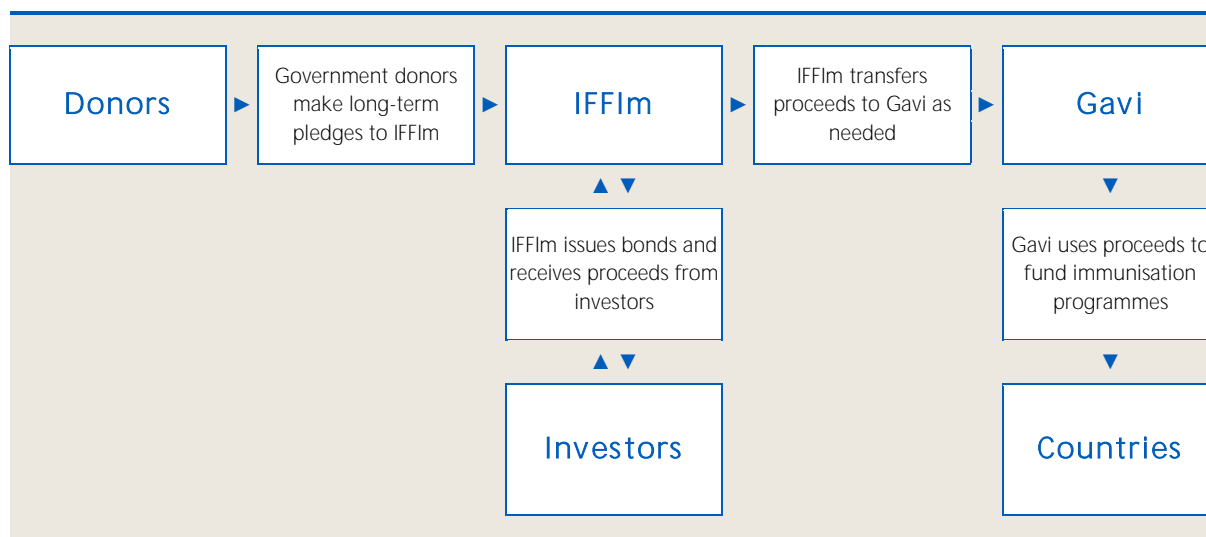 Donors
Government donors
make long-term
pledges to IFFIm
IFFIm
IFFIm transfers
proceeds to Gavi as
needed
Gavi
IFFIm issues bonds and
receives proceeds from
investors
Gavi uses proceeds to
fund immunisation
programmes
Investors
Countries